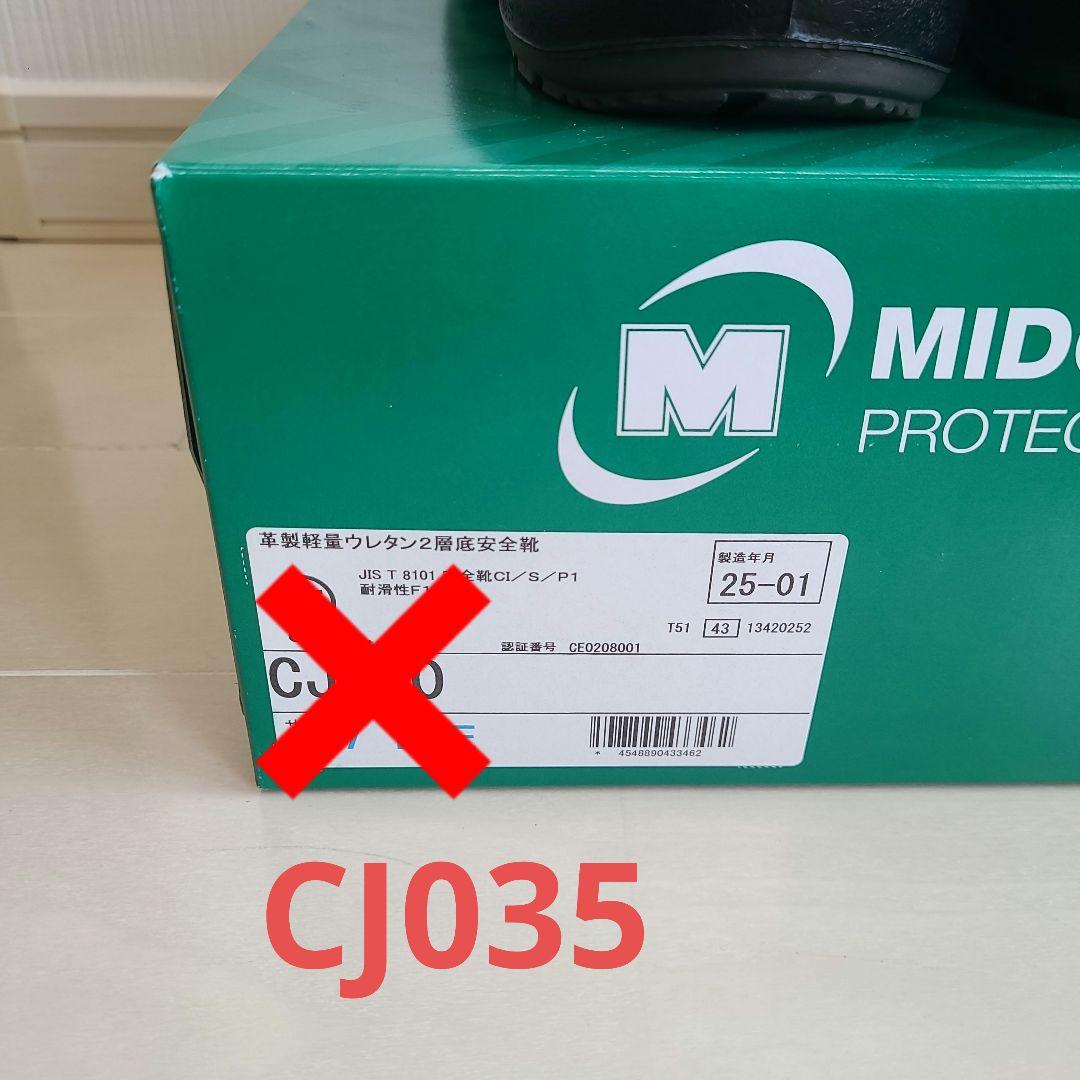 M
MIDO
PROTEC
革製軽量ウレタン2層底安全靴
JIS T 8101 全靴CI/S/P1
耐滑性F1
製造年月
25-01
T51 43 13420252
認証番号 CE0208001
* 4548890433462
CJ035